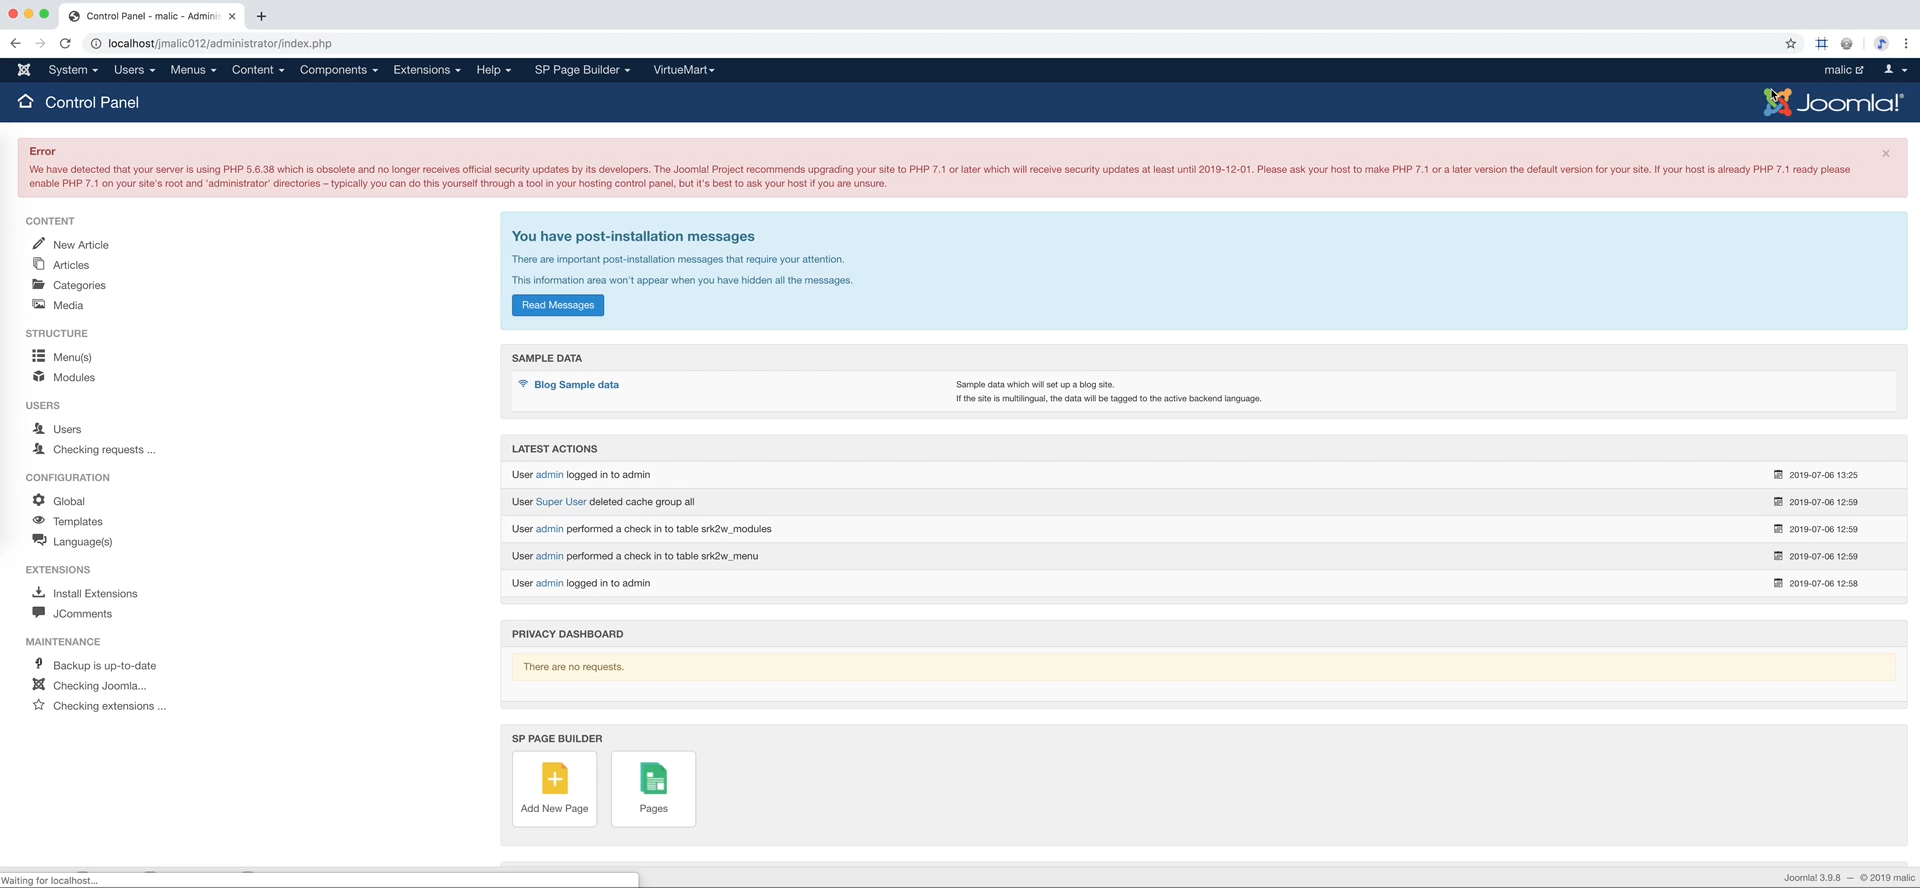 Control Panel - malic - Adminis
localhost/jmalic012/administrator/index.php
System Users Menus Content Components Extensions Help SP Page Builder VirtueMart malic
Control Panel
Joomla!®
Error
We have detected that your server is using PHP 5.6.38 which is obsolete and no longer receives official security updates by its developers. The Joomla! Project recommends upgrading your site to PHP 7.1 or later which will receive security updates at least until 2019-12-01. Please ask your host to make PHP 7.1 or a later version the default version for your site. If your host is already PHP 7.1 ready please
enable PHP 7.1 on your site's root and 'administrator' directories – typically you can do this yourself through a tool in your hosting control panel, but it's best to ask your host if you are unsure.
CONTENT
New Article
Articles
Categories
Media
STRUCTURE
Menu(s)
Modules
USERS
Users
Checking requests ...
CONFIGURATION
Global
Templates
Language(s)
EXTENSIONS
Install Extensions
JComments
MAINTENANCE
Backup is up-to-date
Checking Joomla...
Checking extensions ...
You have post-installation messages
There are important post-installation messages that require your attention.
This information area won't appear when you have hidden all the messages.
Read Messages
SAMPLE DATA
Blog Sample data
Sample data which will set up a blog site.
If the site is multilingual, the data will be tagged to the active backend language.
LATEST ACTIONS
User admin logged in to admin 2019-07-06 13:25
User Super User deleted cache group all 2019-07-06 12:59
User admin performed a check in to table srk2w_modules 2019-07-06 12:59
User admin performed a check in to table srk2w_menu 2019-07-06 12:59
User admin logged in to admin 2019-07-06 12:58
PRIVACY DASHBOARD
There are no requests.
SP PAGE BUILDER
Add New Page
Pages
Waiting for localhost...
Joomla! 3.9.8 — © 2019 malic